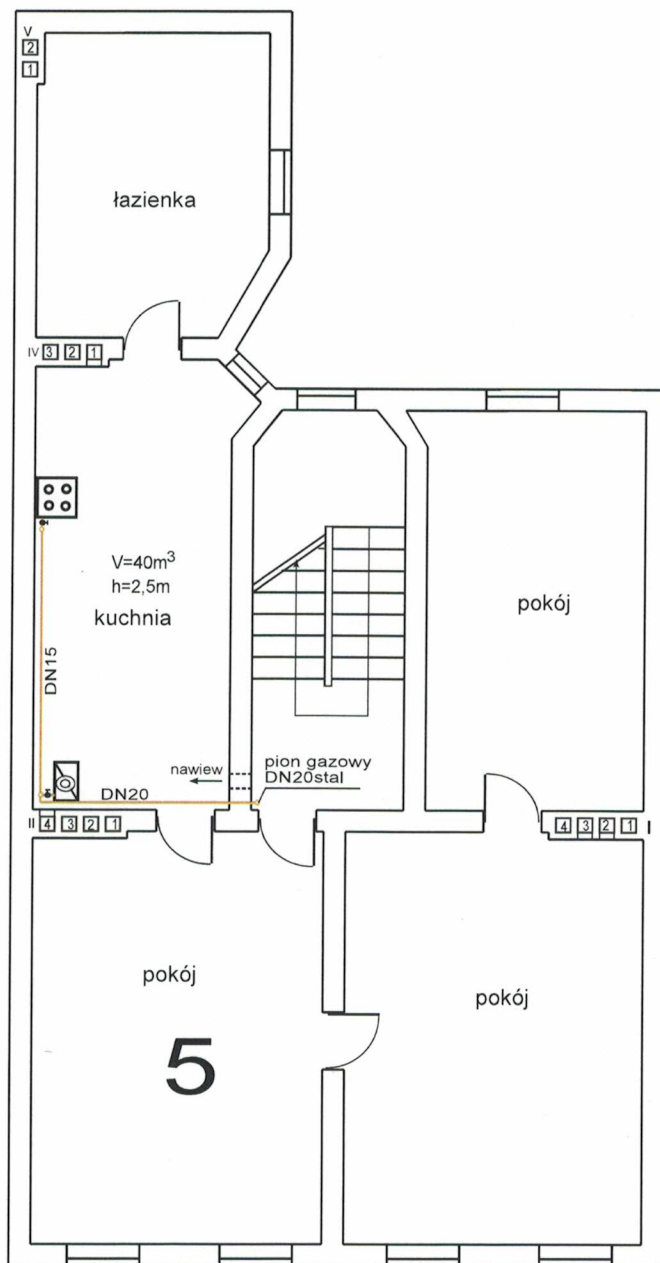 V
2
1
łazienka
IV 3 2 1
V=40m³
h=2,5m
kuchnia
pokój
DN15
nawiew
pion gazowy
DN20stal
DN20
II 4 3 2 1
4 3 2 1 I
pokój
pokój
5